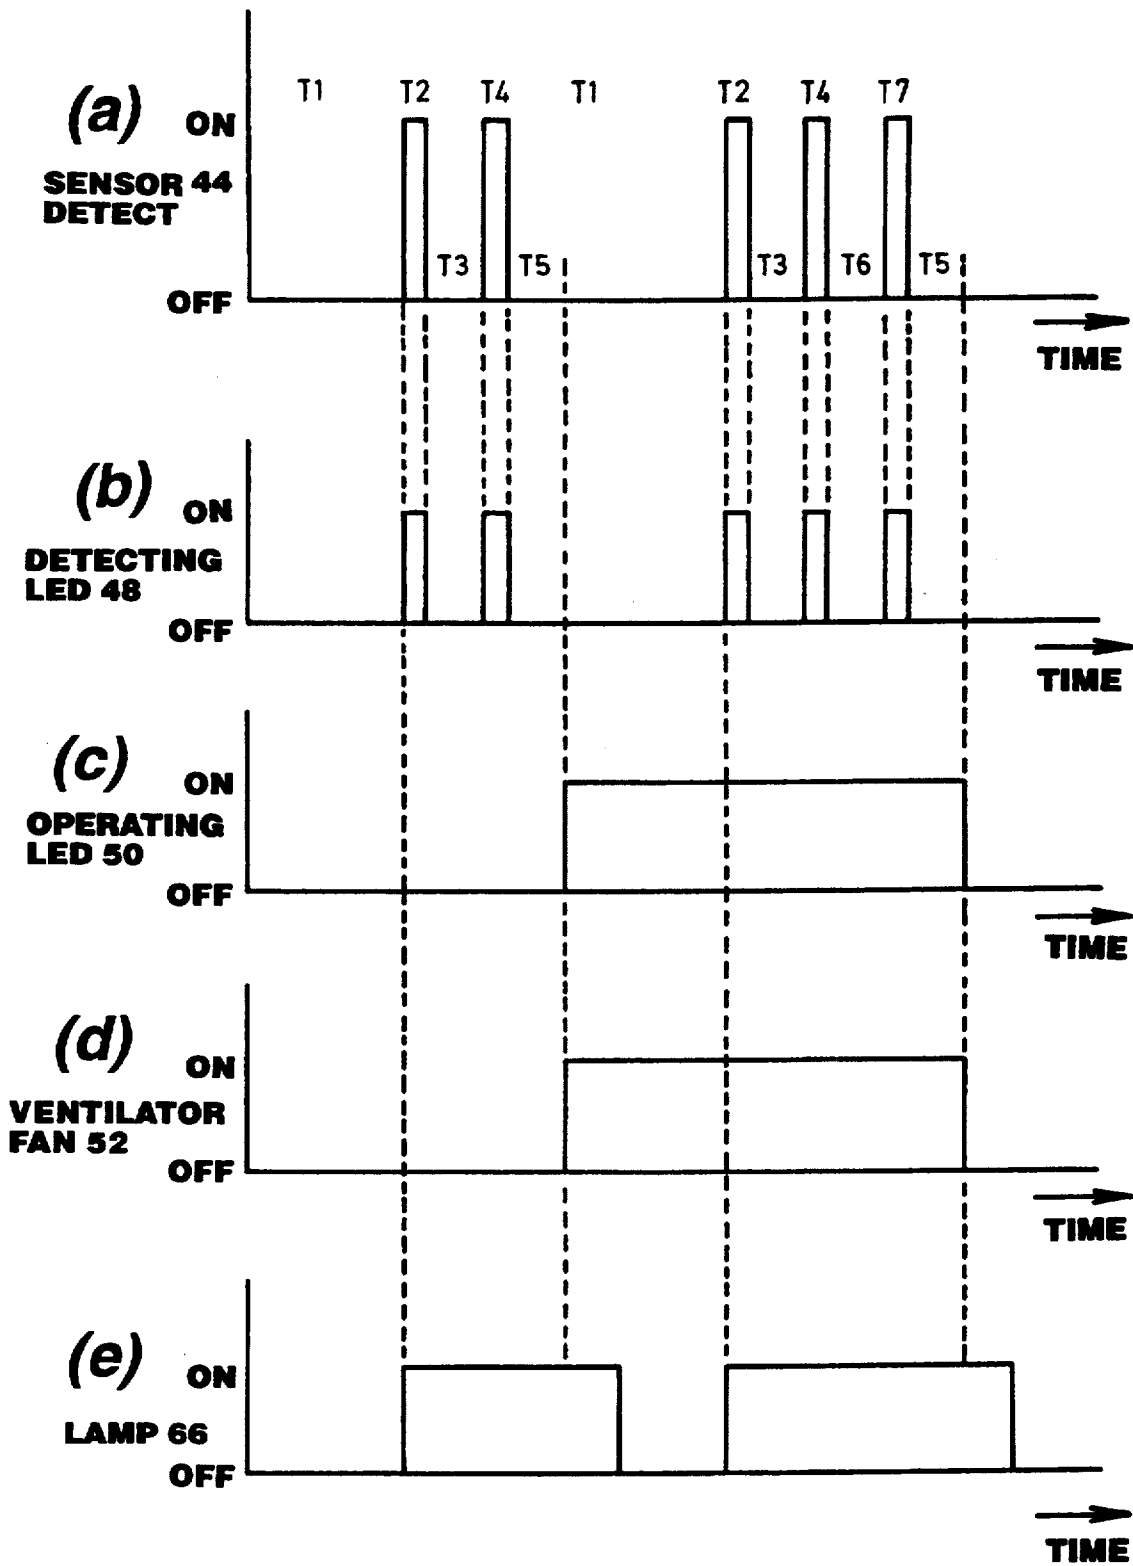 T1 T2 T4 T1 T2 T4 T7
(a) ON
SENSOR 44
DETECT
T3 T5 T3 T6 T5
OFF
TIME
(b) ON
DETECTING
LED 48
OFF
TIME
(c) ON
OPERATING
LED 50
OFF
TIME
(d) ON
VENTILATOR
FAN 52
OFF
TIME
(e) ON
LAMP 66
OFF
TIME